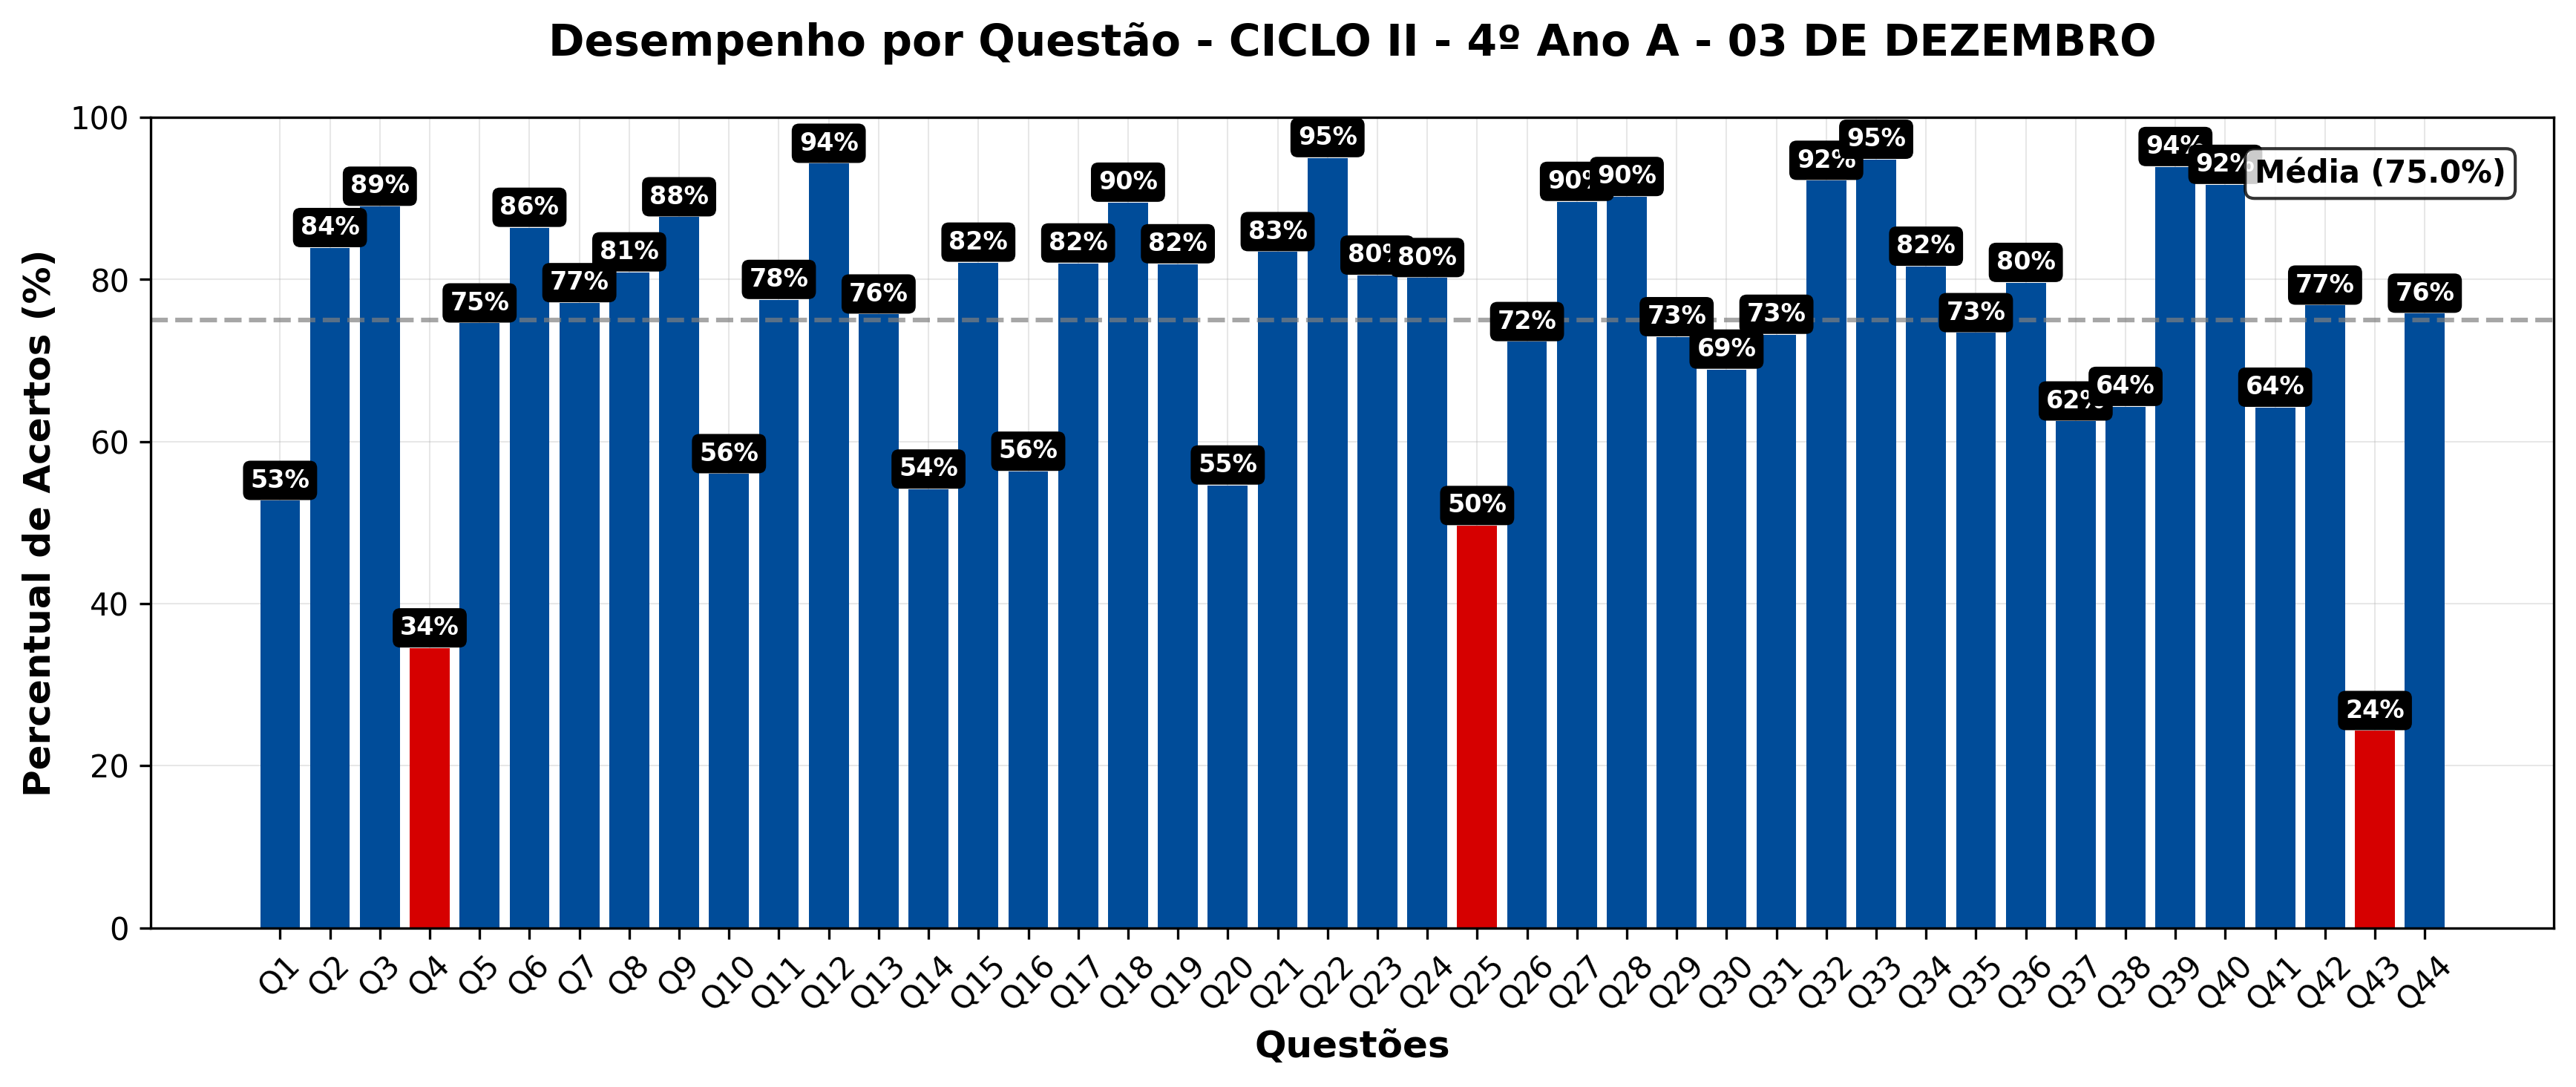 Desempenho por Questão - CICLO II - 4º Ano A - 03 DE DEZEMBRO
Percentual de Acertos (%)
100
80
60
40
20
0
53%
84%
89%
34%
75%
86%
77%
81%
88%
56%
78%
94%
76%
54%
82%
56%
82%
90%
82%
55%
83%
95%
80%
80%
50%
72%
90%
90%
73%
69%
73%
92%
95%
82%
73%
80%
62%
64%
94%
92%
64%
77%
24%
76%
Média (75.0%)
Q1
Q2
Q3
Q4
Q5
Q6
Q7
Q8
Q9
Q10
Q11
Q12
Q13
Q14
Q15
Q16
Q17
Q18
Q19
Q20
Q21
Q22
Q23
Q24
Q25
Q26
Q27
Q28
Q29
Q30
Q31
Q32
Q33
Q34
Q35
Q36
Q37
Q38
Q39
Q40
Q41
Q42
Q43
Q44
Questões